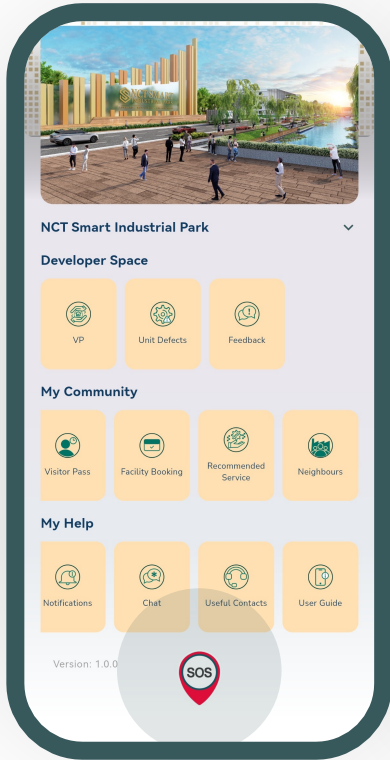 NCT Smart Industrial Park
Developer Space
VP
Unit Defects
Feedback
My Community
Visitor Pass
Facility Booking
Recommended
Service
Neighbours
My Help
Notifications
Chat
Useful Contacts
User Guide
Version: 1.0.0
SOS